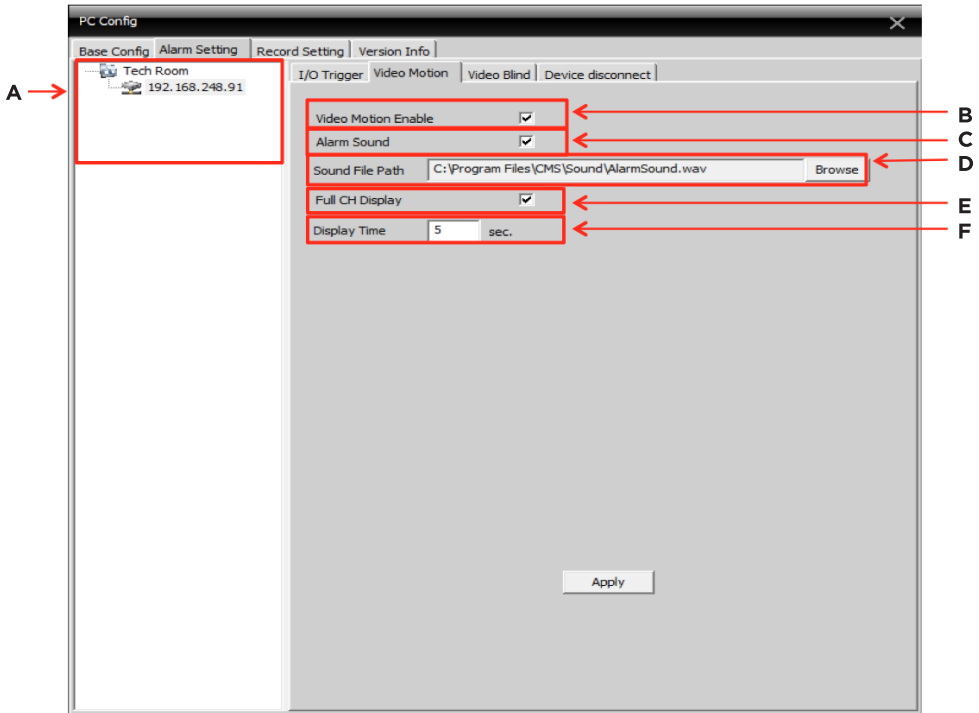 PC Config
Base Config Alarm Setting Record Setting Version Info
Tech Room
192.168.248.91
I/O Trigger Video Motion Video Blind Device disconnect
A
Video Motion Enable
B
Alarm Sound
C
Sound File Path C:\Program Files\CMS\Sound\AlarmSound.wav Browse
D
Full CH Display
E
Display Time 5 sec.
F
Apply